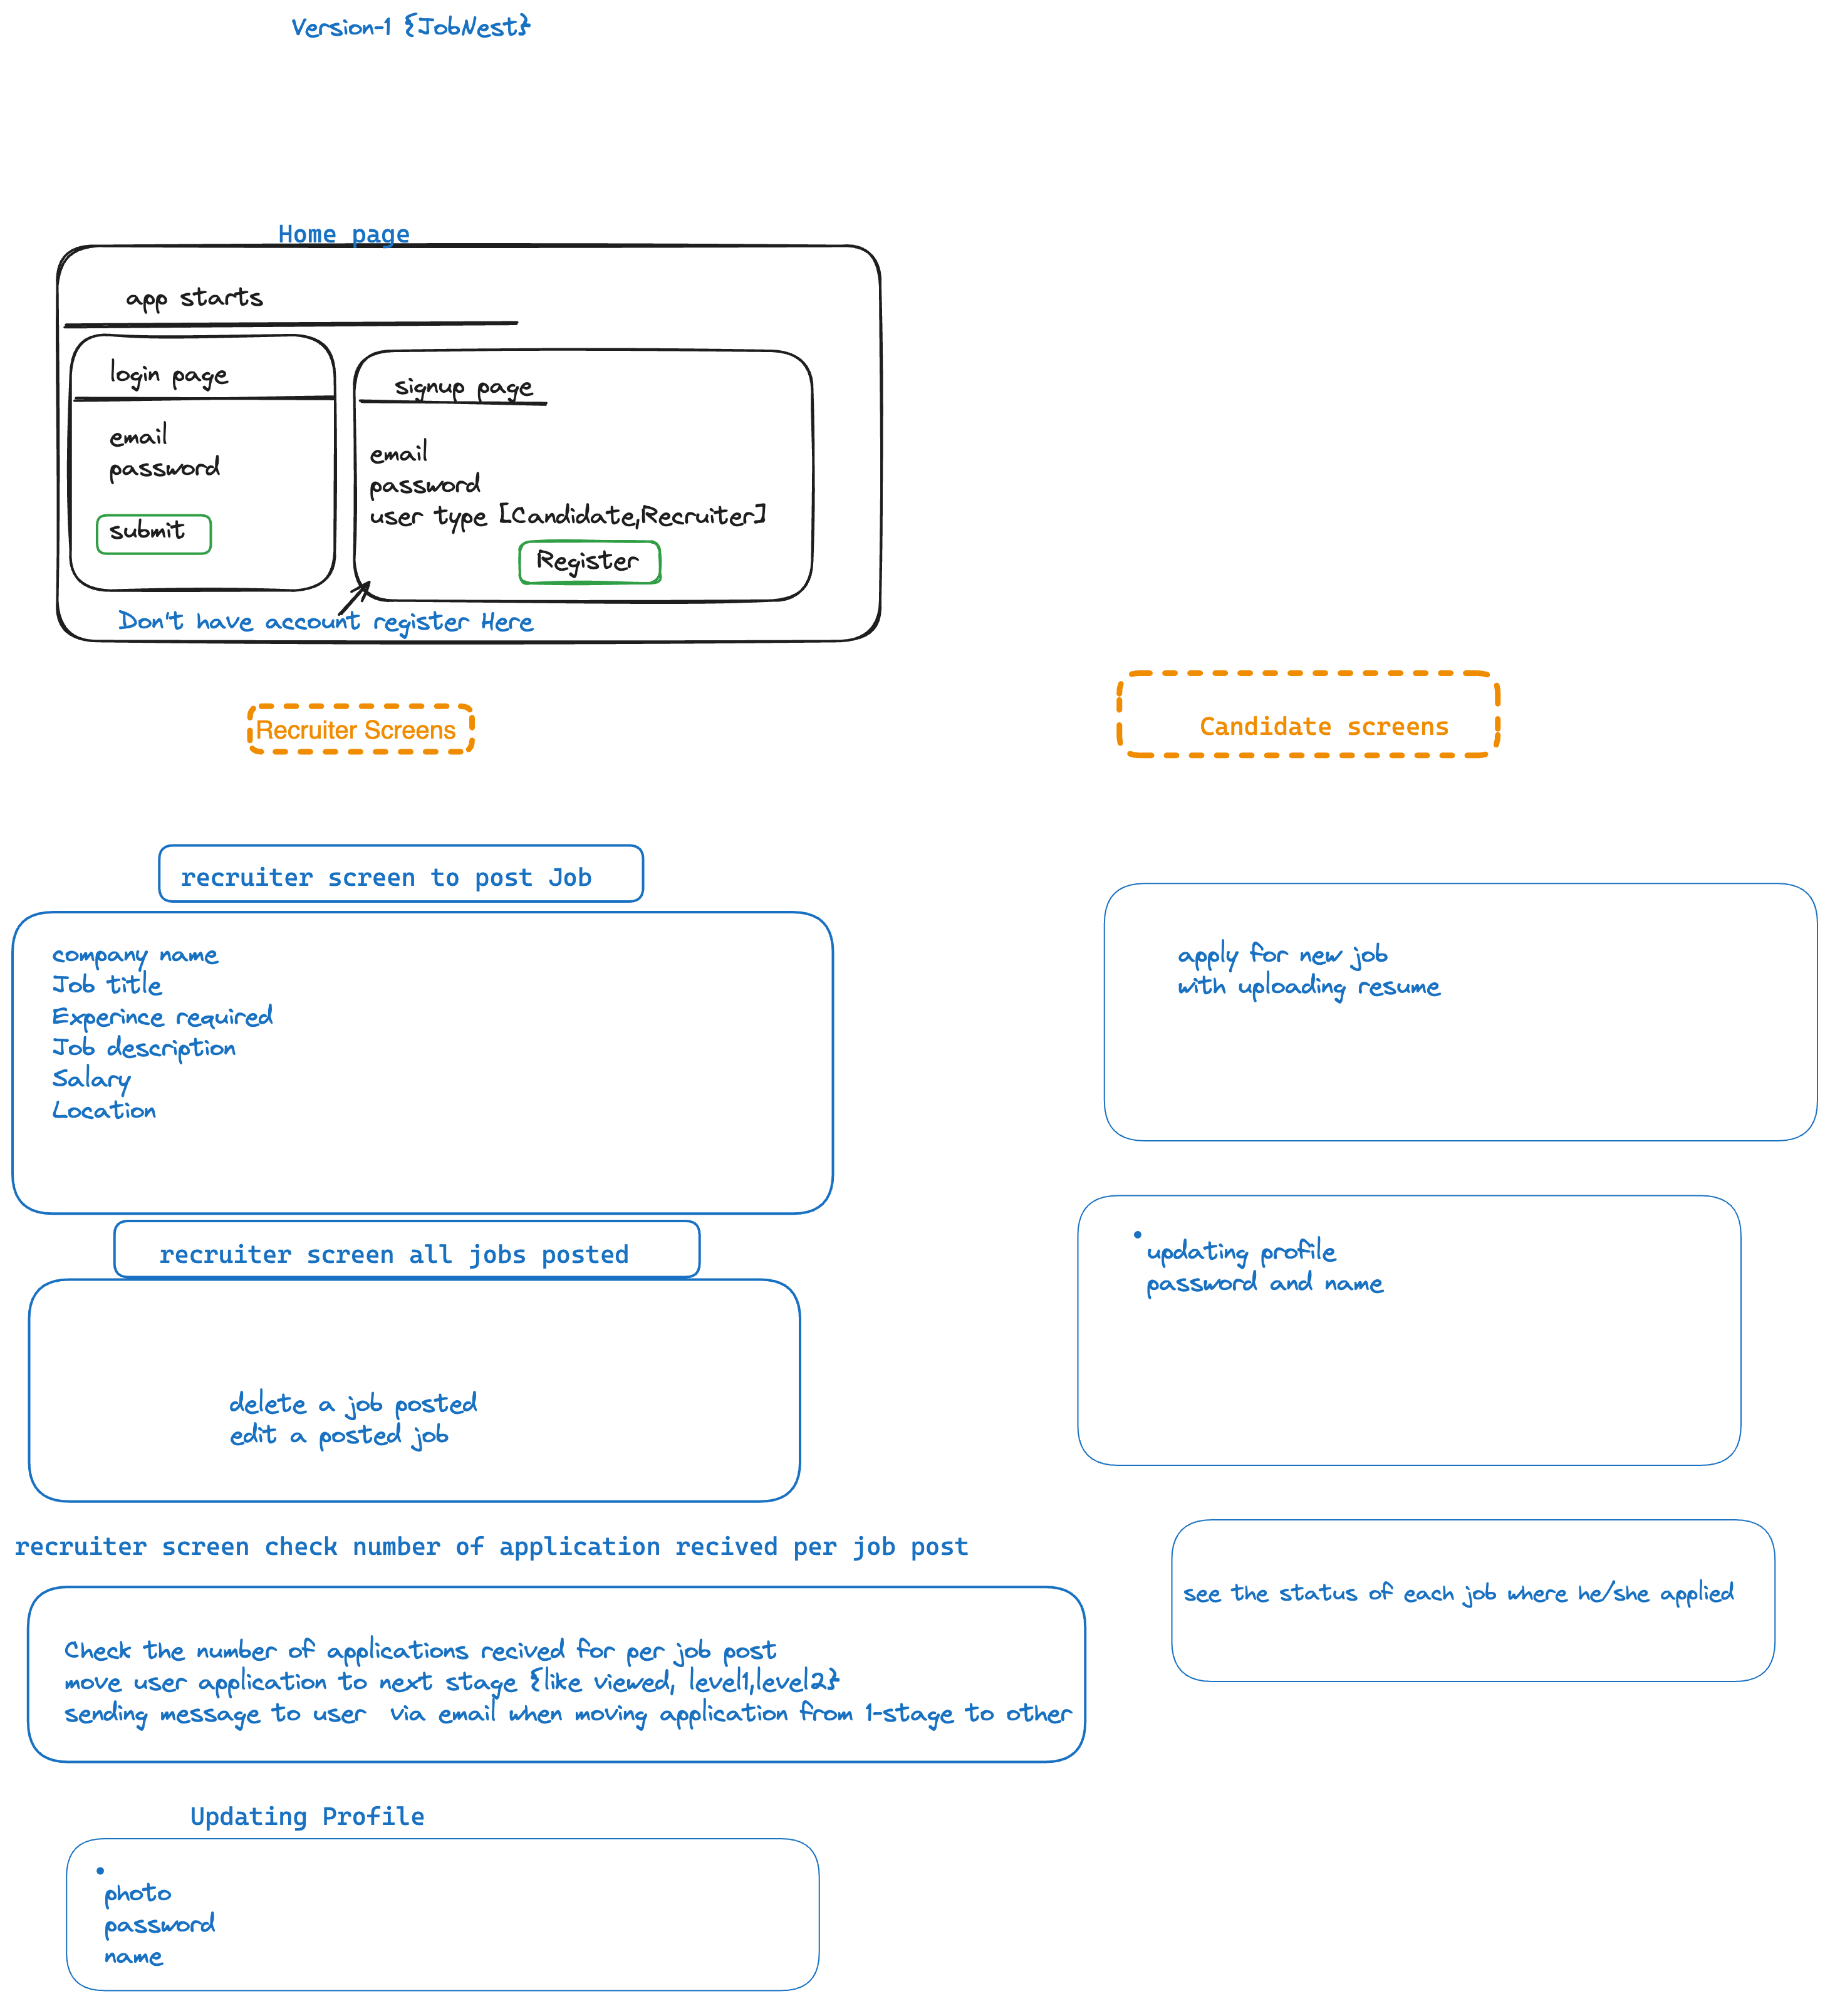 Version-1 {JobNest}
Home page
app starts
login page
email
password
submit
signup page
email
password
user type [Candidate,Recruiter]
Register
Don't have account register Here
Recruiter Screens
Candidate screens
recruiter screen to post Job
company name
Job title
Experince required
Job description
Salary
Location
recruiter screen all jobs posted
delete a job posted
edit a posted job
recruiter screen check number of application recived per job post
Check the number of applications recived for per job post
move user application to next stage {like viewed, level1,level2}
sending message to user via email when moving application from 1-stage to other
Updating Profile
photo
password
name
apply for new job
with uploading resume
updating profile
password and name
see the status of each job where he/she applied